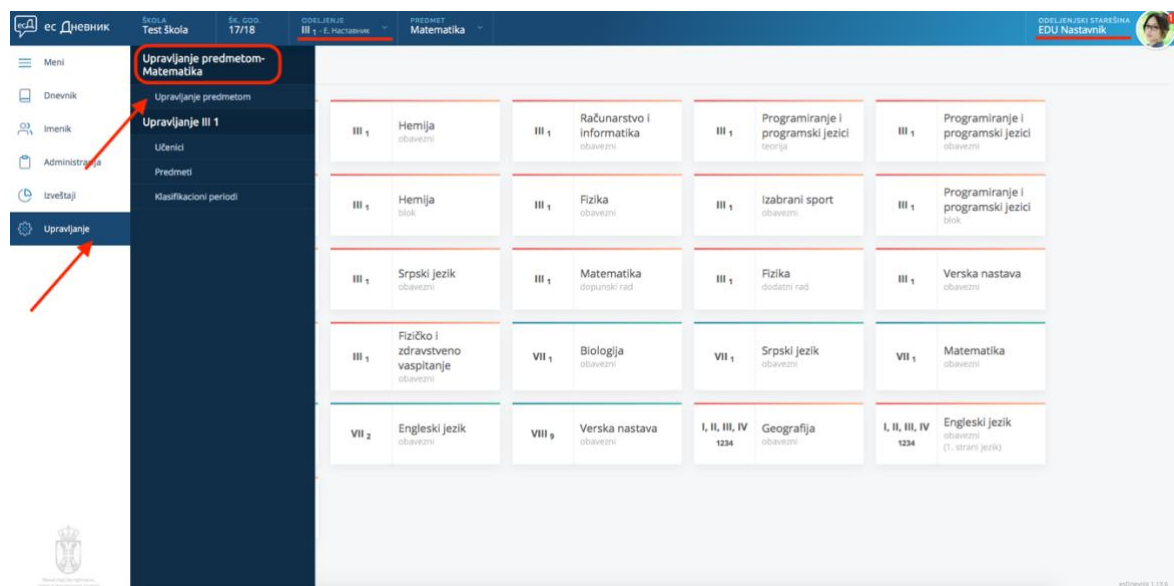 есД
ес Дневник
ŠKOLA
Test škola
ŠK. GOD.
17/18
ODELJENJE
III 1 - Е. Наставник
PREDMET
Matematika
ODELJENJSKI STAREŠINA
EDU Nastavnik
Meni
Dnevnik
Imenik
Administracija
Izveštaji
Upravljanje
Upravljanje predmetom-
Matematika
Upravljanje predmetom
Upravljanje III 1
Učenici
Predmeti
Klasifikacioni periodi
III 1
Hemija
obavezni
III 1
Računarstvo i
informatika
obavezni
III 1
Programiranje i
programski jezici
teorija
III 1
Programiranje i
programski jezici
obavezni
III 1
Hemija
blok
III 1
Fizika
obavezni
III 1
Izabrani sport
obavezni
III 1
Programiranje i
programski jezici
blok
III 1
Srpski jezik
obavezni
III 1
Matematika
dopunski rad
III 1
Fizika
dodatni rad
III 1
Verska nastava
obavezni
III 1
Fizičko i
zdravstveno
vaspitanje
obavezni
VII 1
Biologija
obavezni
VII 1
Srpski jezik
obavezni
VII 1
Matematika
obavezni
VII 2
Engleski jezik
obavezni
VIII 9
Verska nastava
obavezni
I, II, III, IV
1234
Geografija
obavezni
I, II, III, IV
1234
Engleski jezik
obavezni
(1. strani jezik)